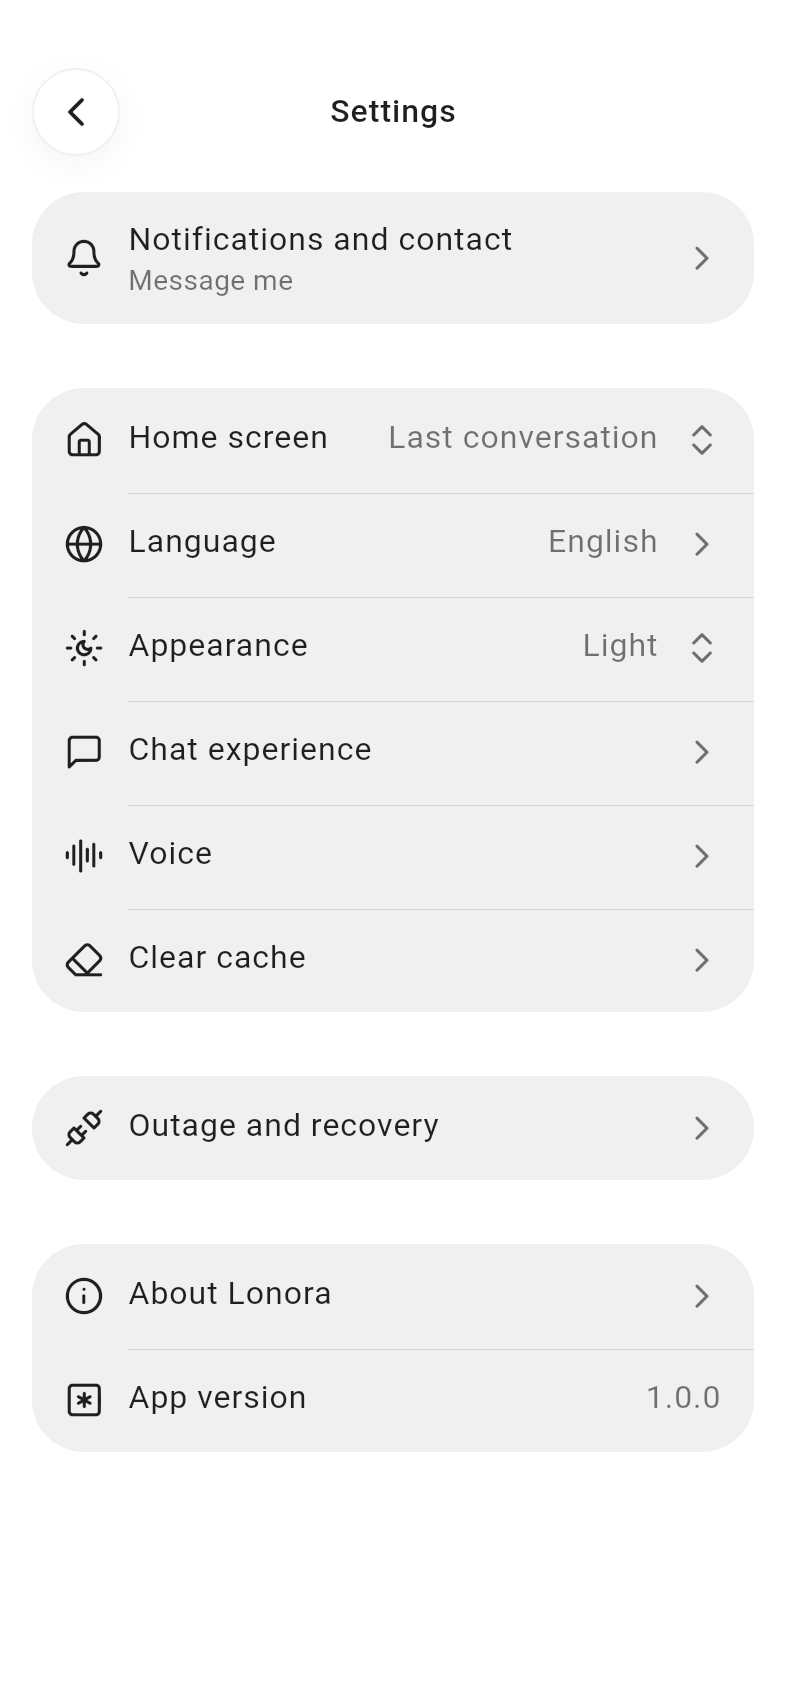 Settings
Notifications and contact
Message me
Home screen Last conversation
Language English
Appearance Light
Chat experience
Voice
Clear cache
Outage and recovery
About Lonora
App version 1.0.0